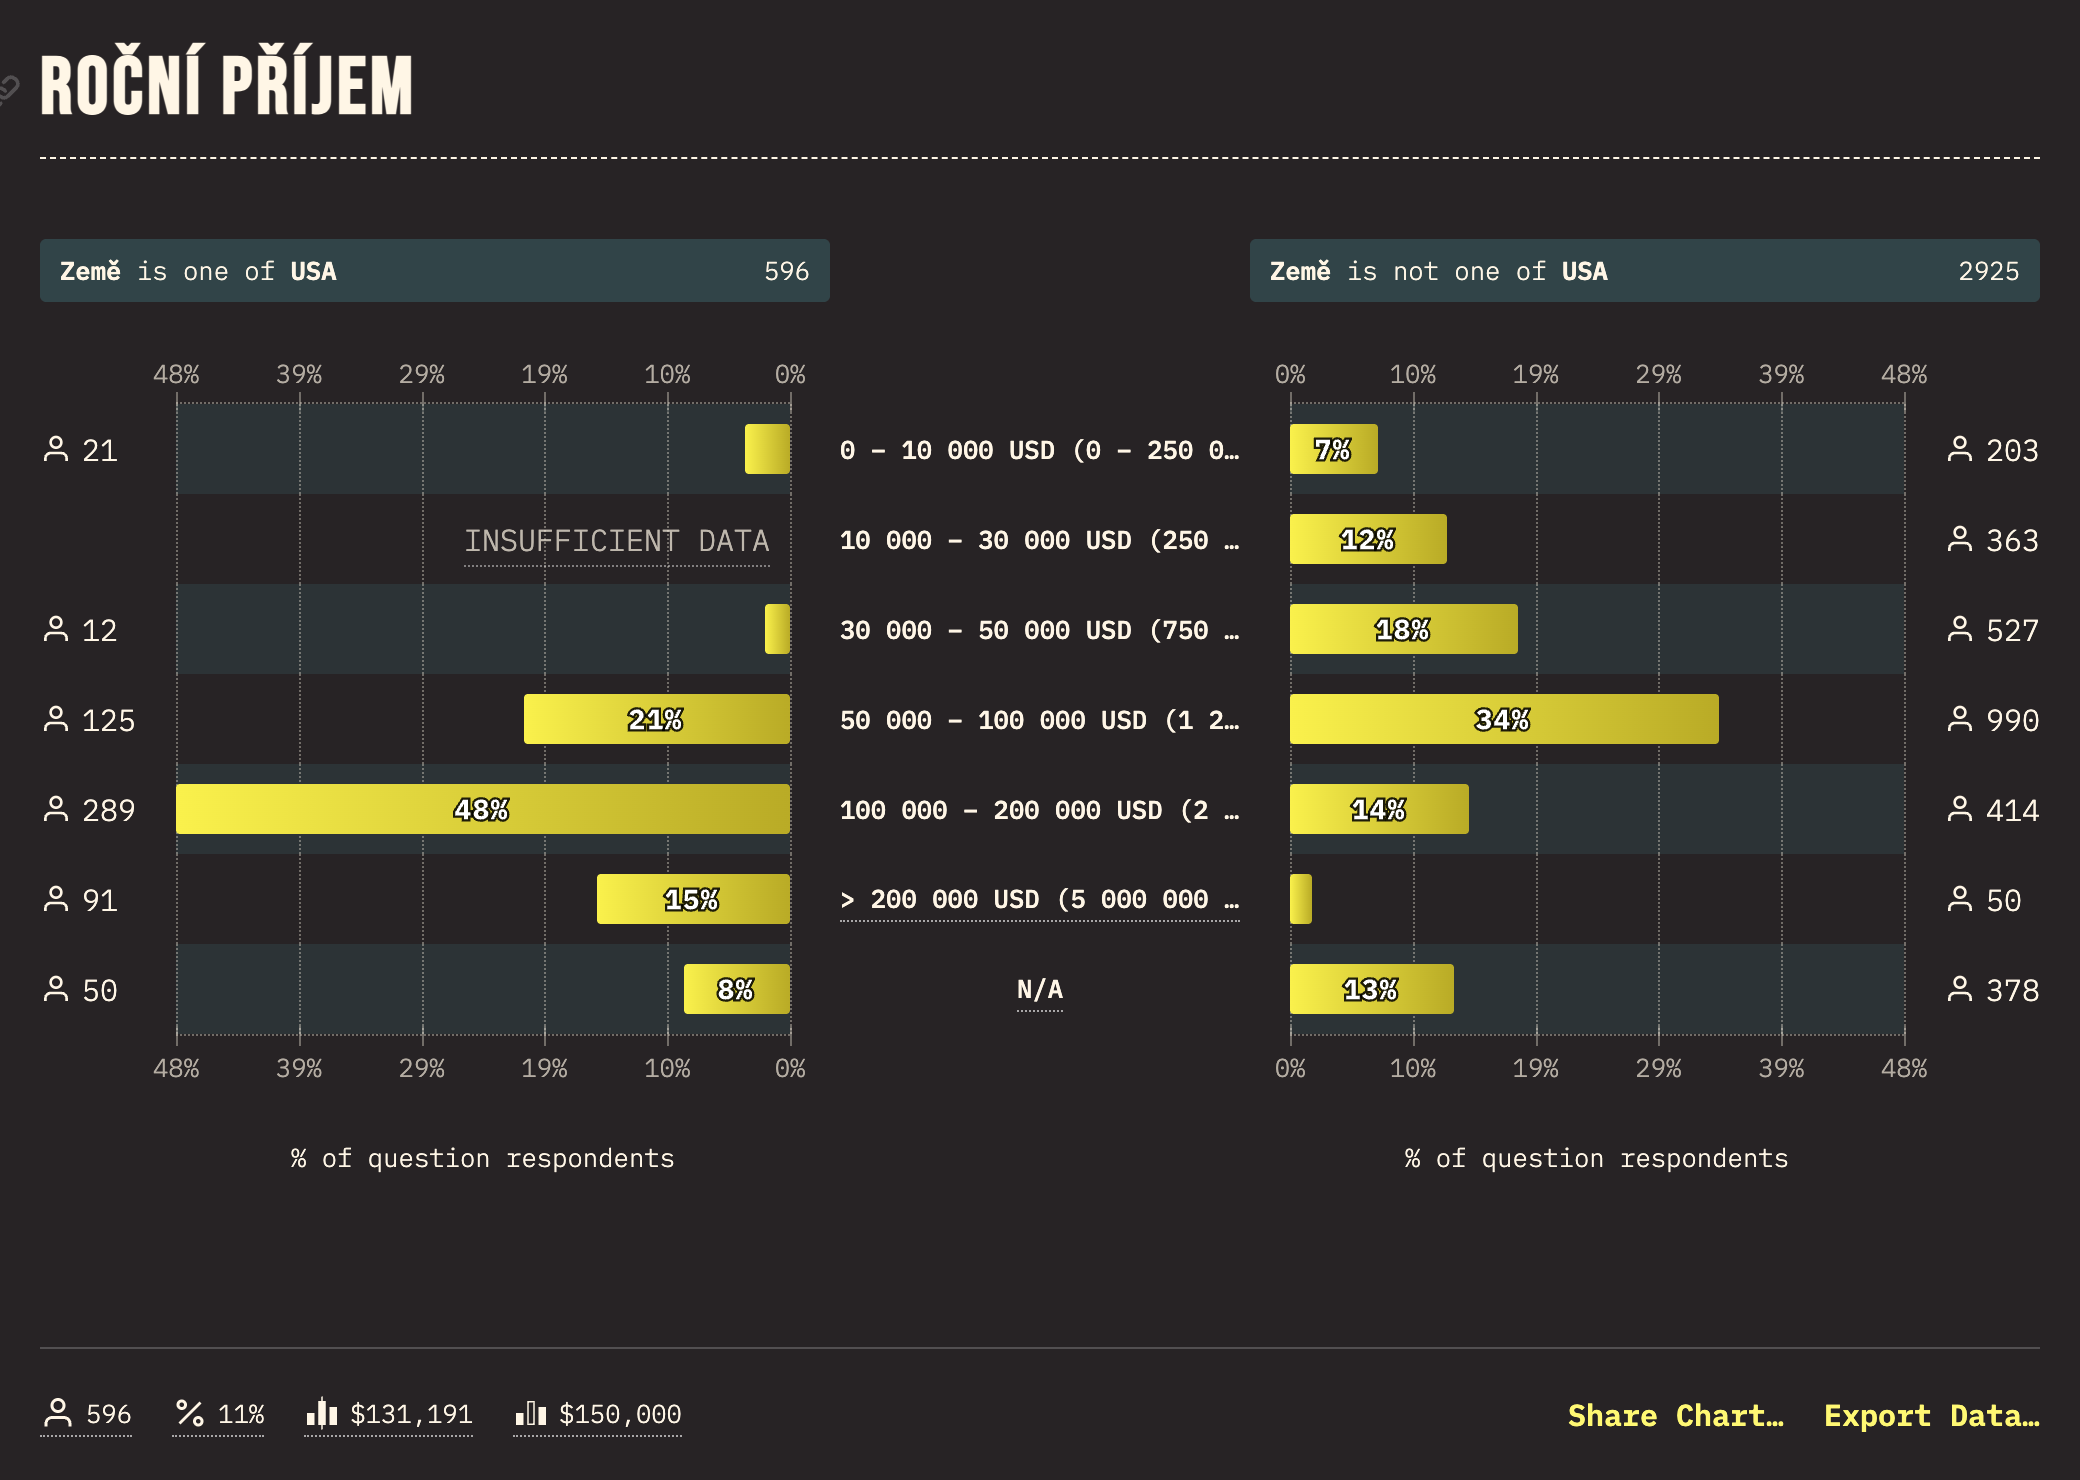 ROČNÍ PŘÍJEM
Země is one of USA 596
Země is not one of USA 2925
48% 39% 29% 19% 10% 0%
0% 10% 19% 29% 39% 48%
21 0 – 10 000 USD (0 – 250 0… 7% 203
INSUFFICIENT DATA 10 000 – 30 000 USD (250 … 12% 363
12 30 000 – 50 000 USD (750 … 18% 527
125 21% 50 000 – 100 000 USD (1 2… 34% 990
289 48% 100 000 – 200 000 USD (2 … 14% 414
91 15% > 200 000 USD (5 000 000 … 50
50 8% N/A 13% 378
48% 39% 29% 19% 10% 0%
0% 10% 19% 29% 39% 48%
% of question respondents
% of question respondents
596 11% $131,191 $150,000
Share Chart… Export Data…